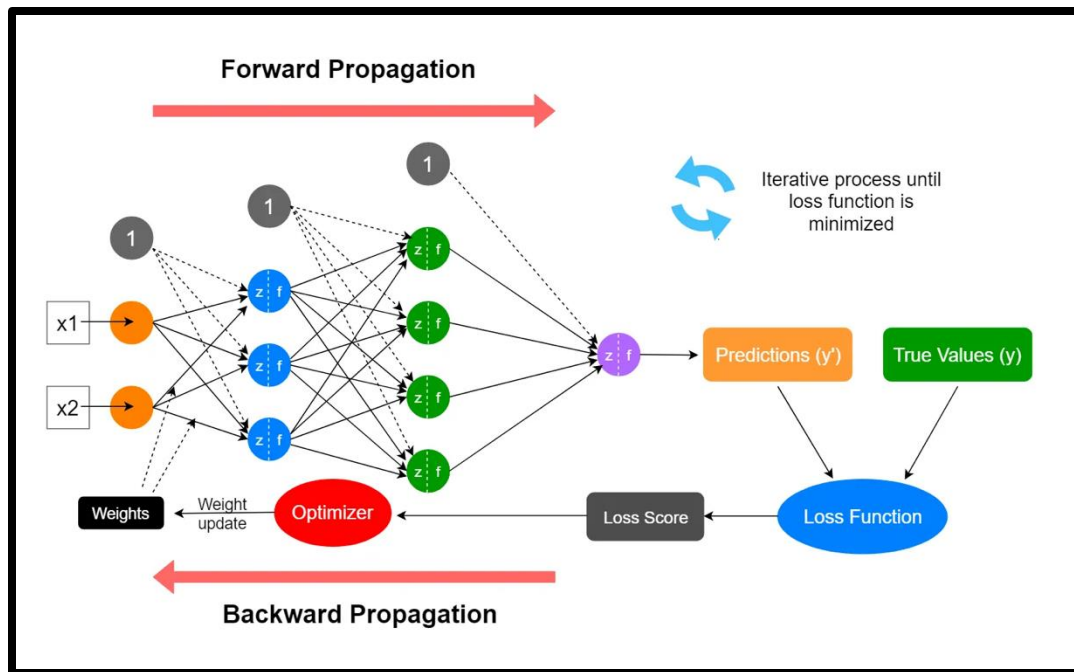 Forward Propagation
1
1
1
Iterative process until
loss function is
minimized
z f
z f
x1
z f
z f
z f
Predictions (y')
True Values (y)
x2
z f
z f
z f
Weights
Weight
update
Optimizer
Loss Score
Loss Function
Backward Propagation